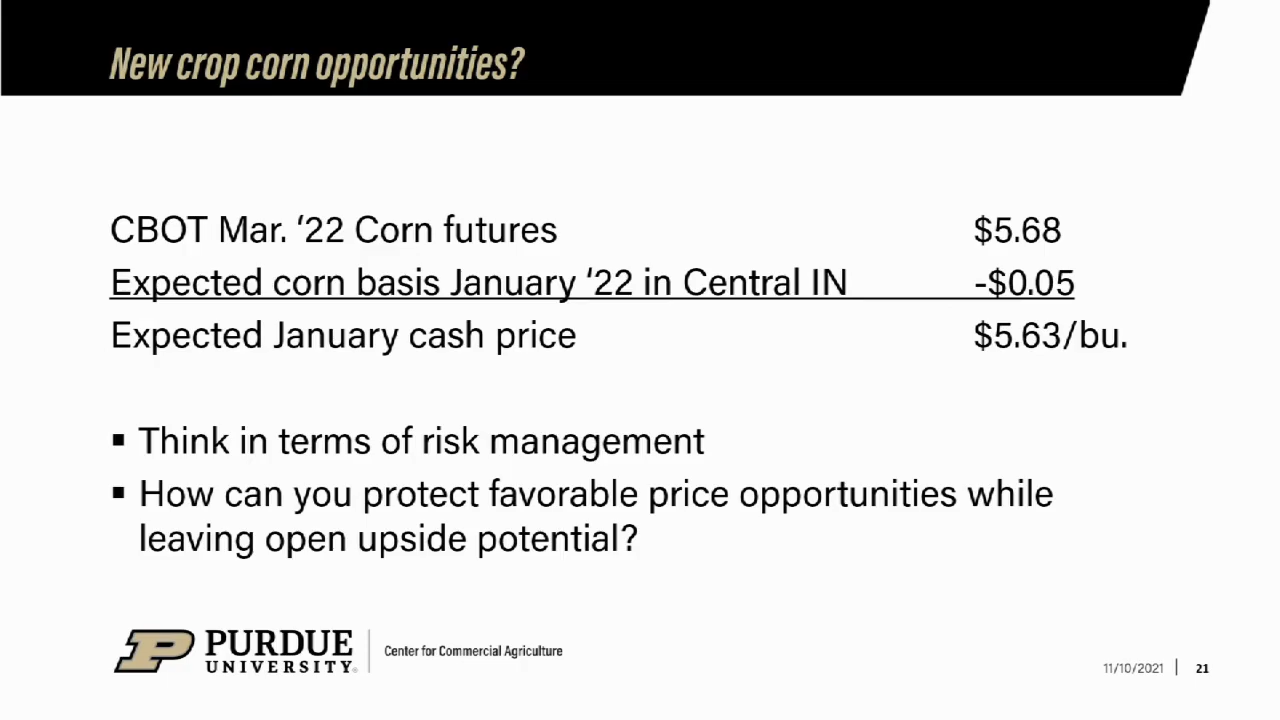 New crop corn opportunities?
CBOT Mar. ‘22 Corn futures $5.68
Expected corn basis January ‘22 in Central IN -$0.05
Expected January cash price $5.63/bu.
▪ Think in terms of risk management
▪ How can you protect favorable price opportunities while
leaving open upside potential?
PURDUE
UNIVERSITY®
Center for Commercial Agriculture
11/10/2021 | 21